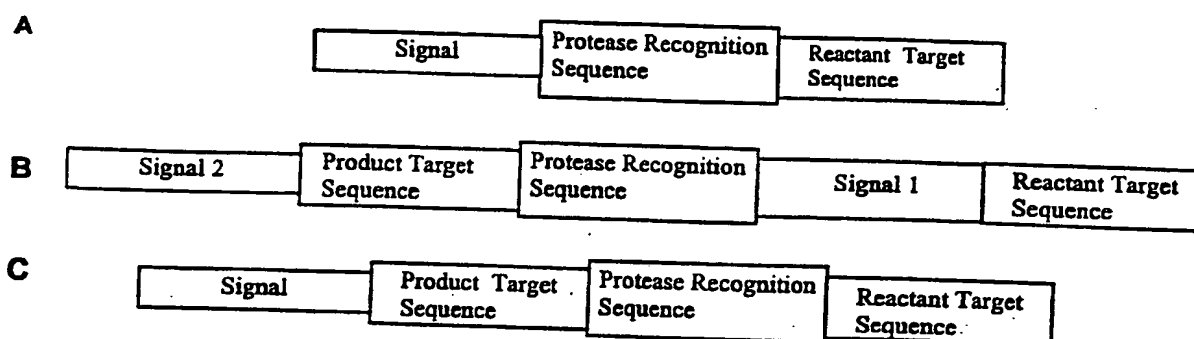 A
Signal
Protease Recognition
Sequence
Reactant Target
Sequence
B
Signal 2
Product Target
Sequence
Protease Recognition
Sequence
Signal 1
Reactant Target
Sequence
C
Signal
Product Target
Sequence
Protease Recognition
Sequence
Reactant Target
Sequence